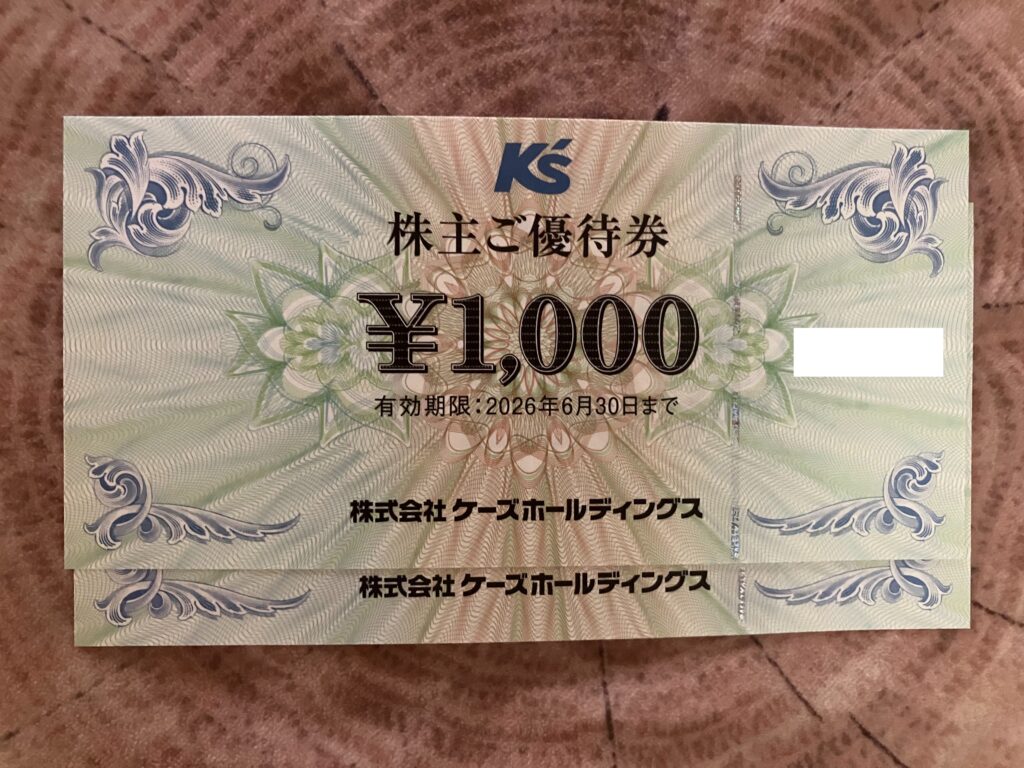 K's
株主ご優待券
¥1,000
有効期限：2026年6月30日まで
株式会社 ケーズホールディングス
株式会社 ケーズホールディングス